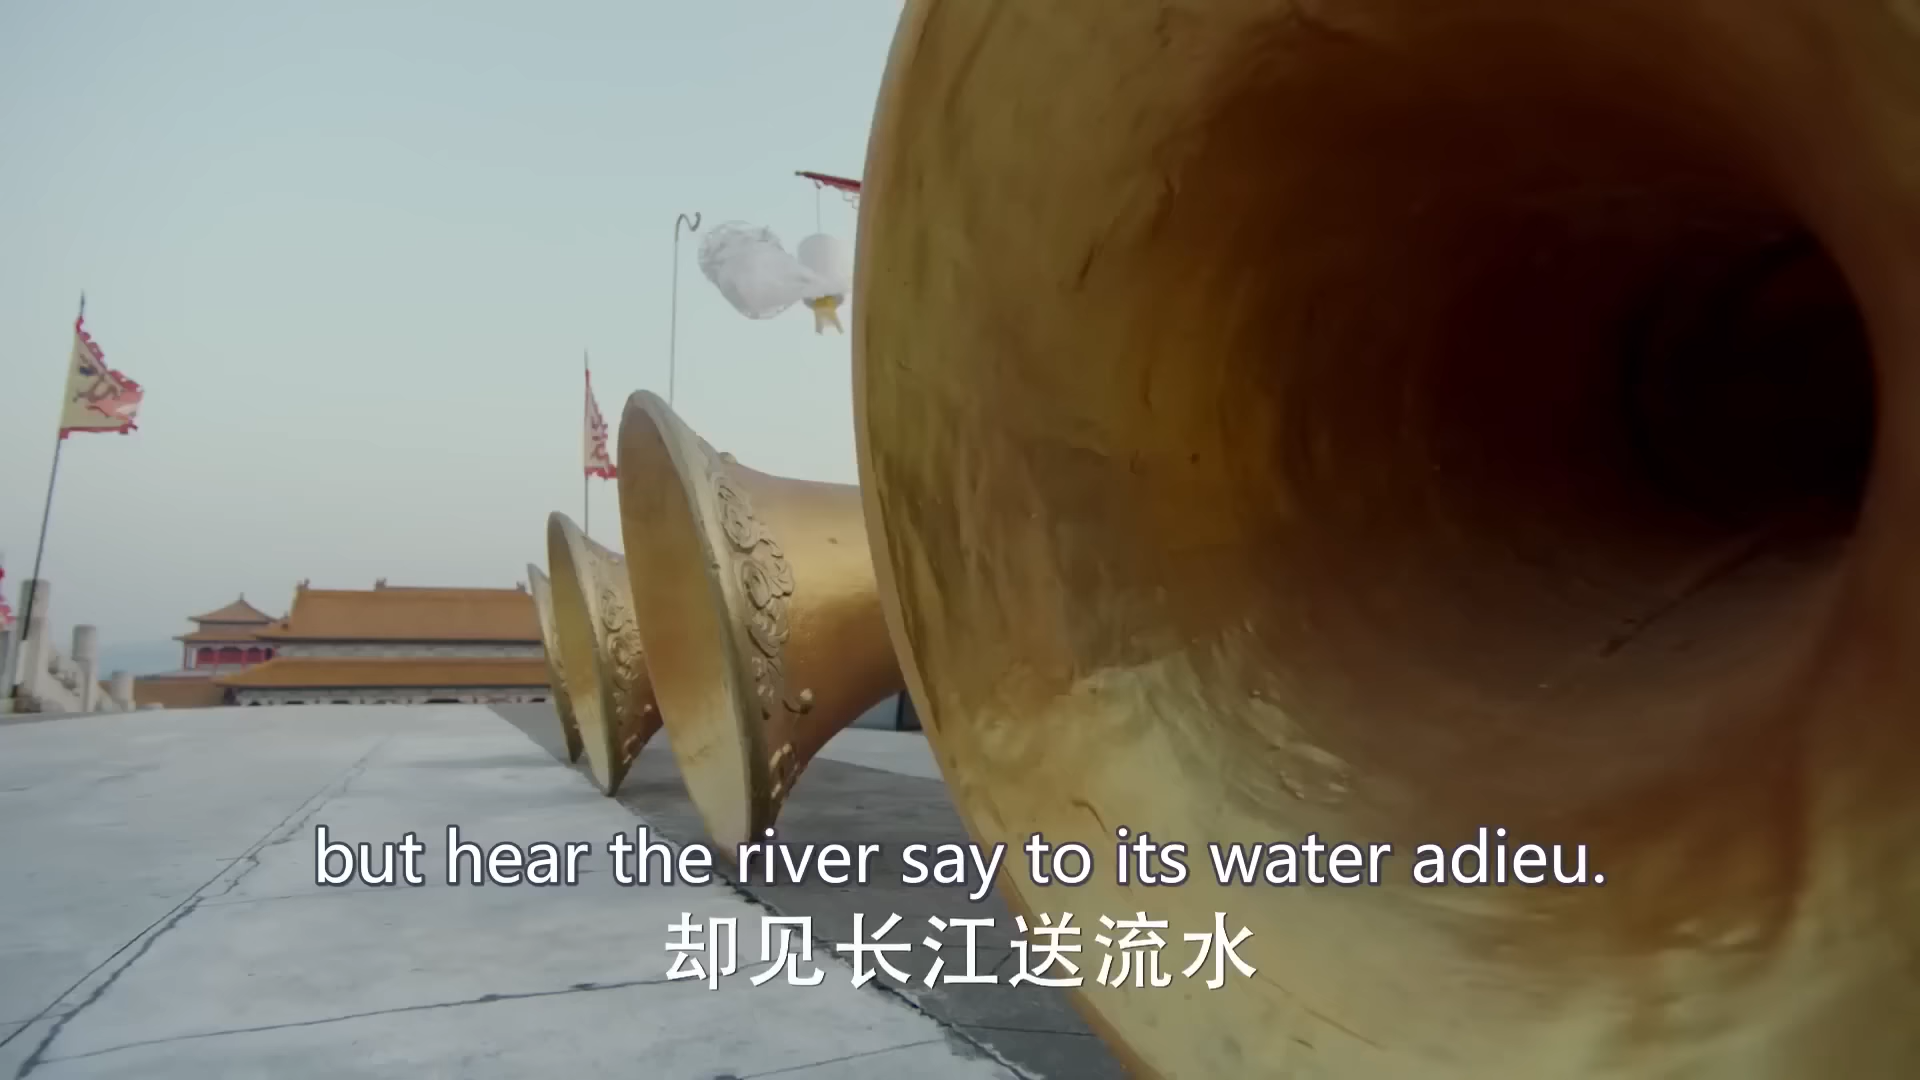 but hear the river say to its water adieu.
却见长江送流水